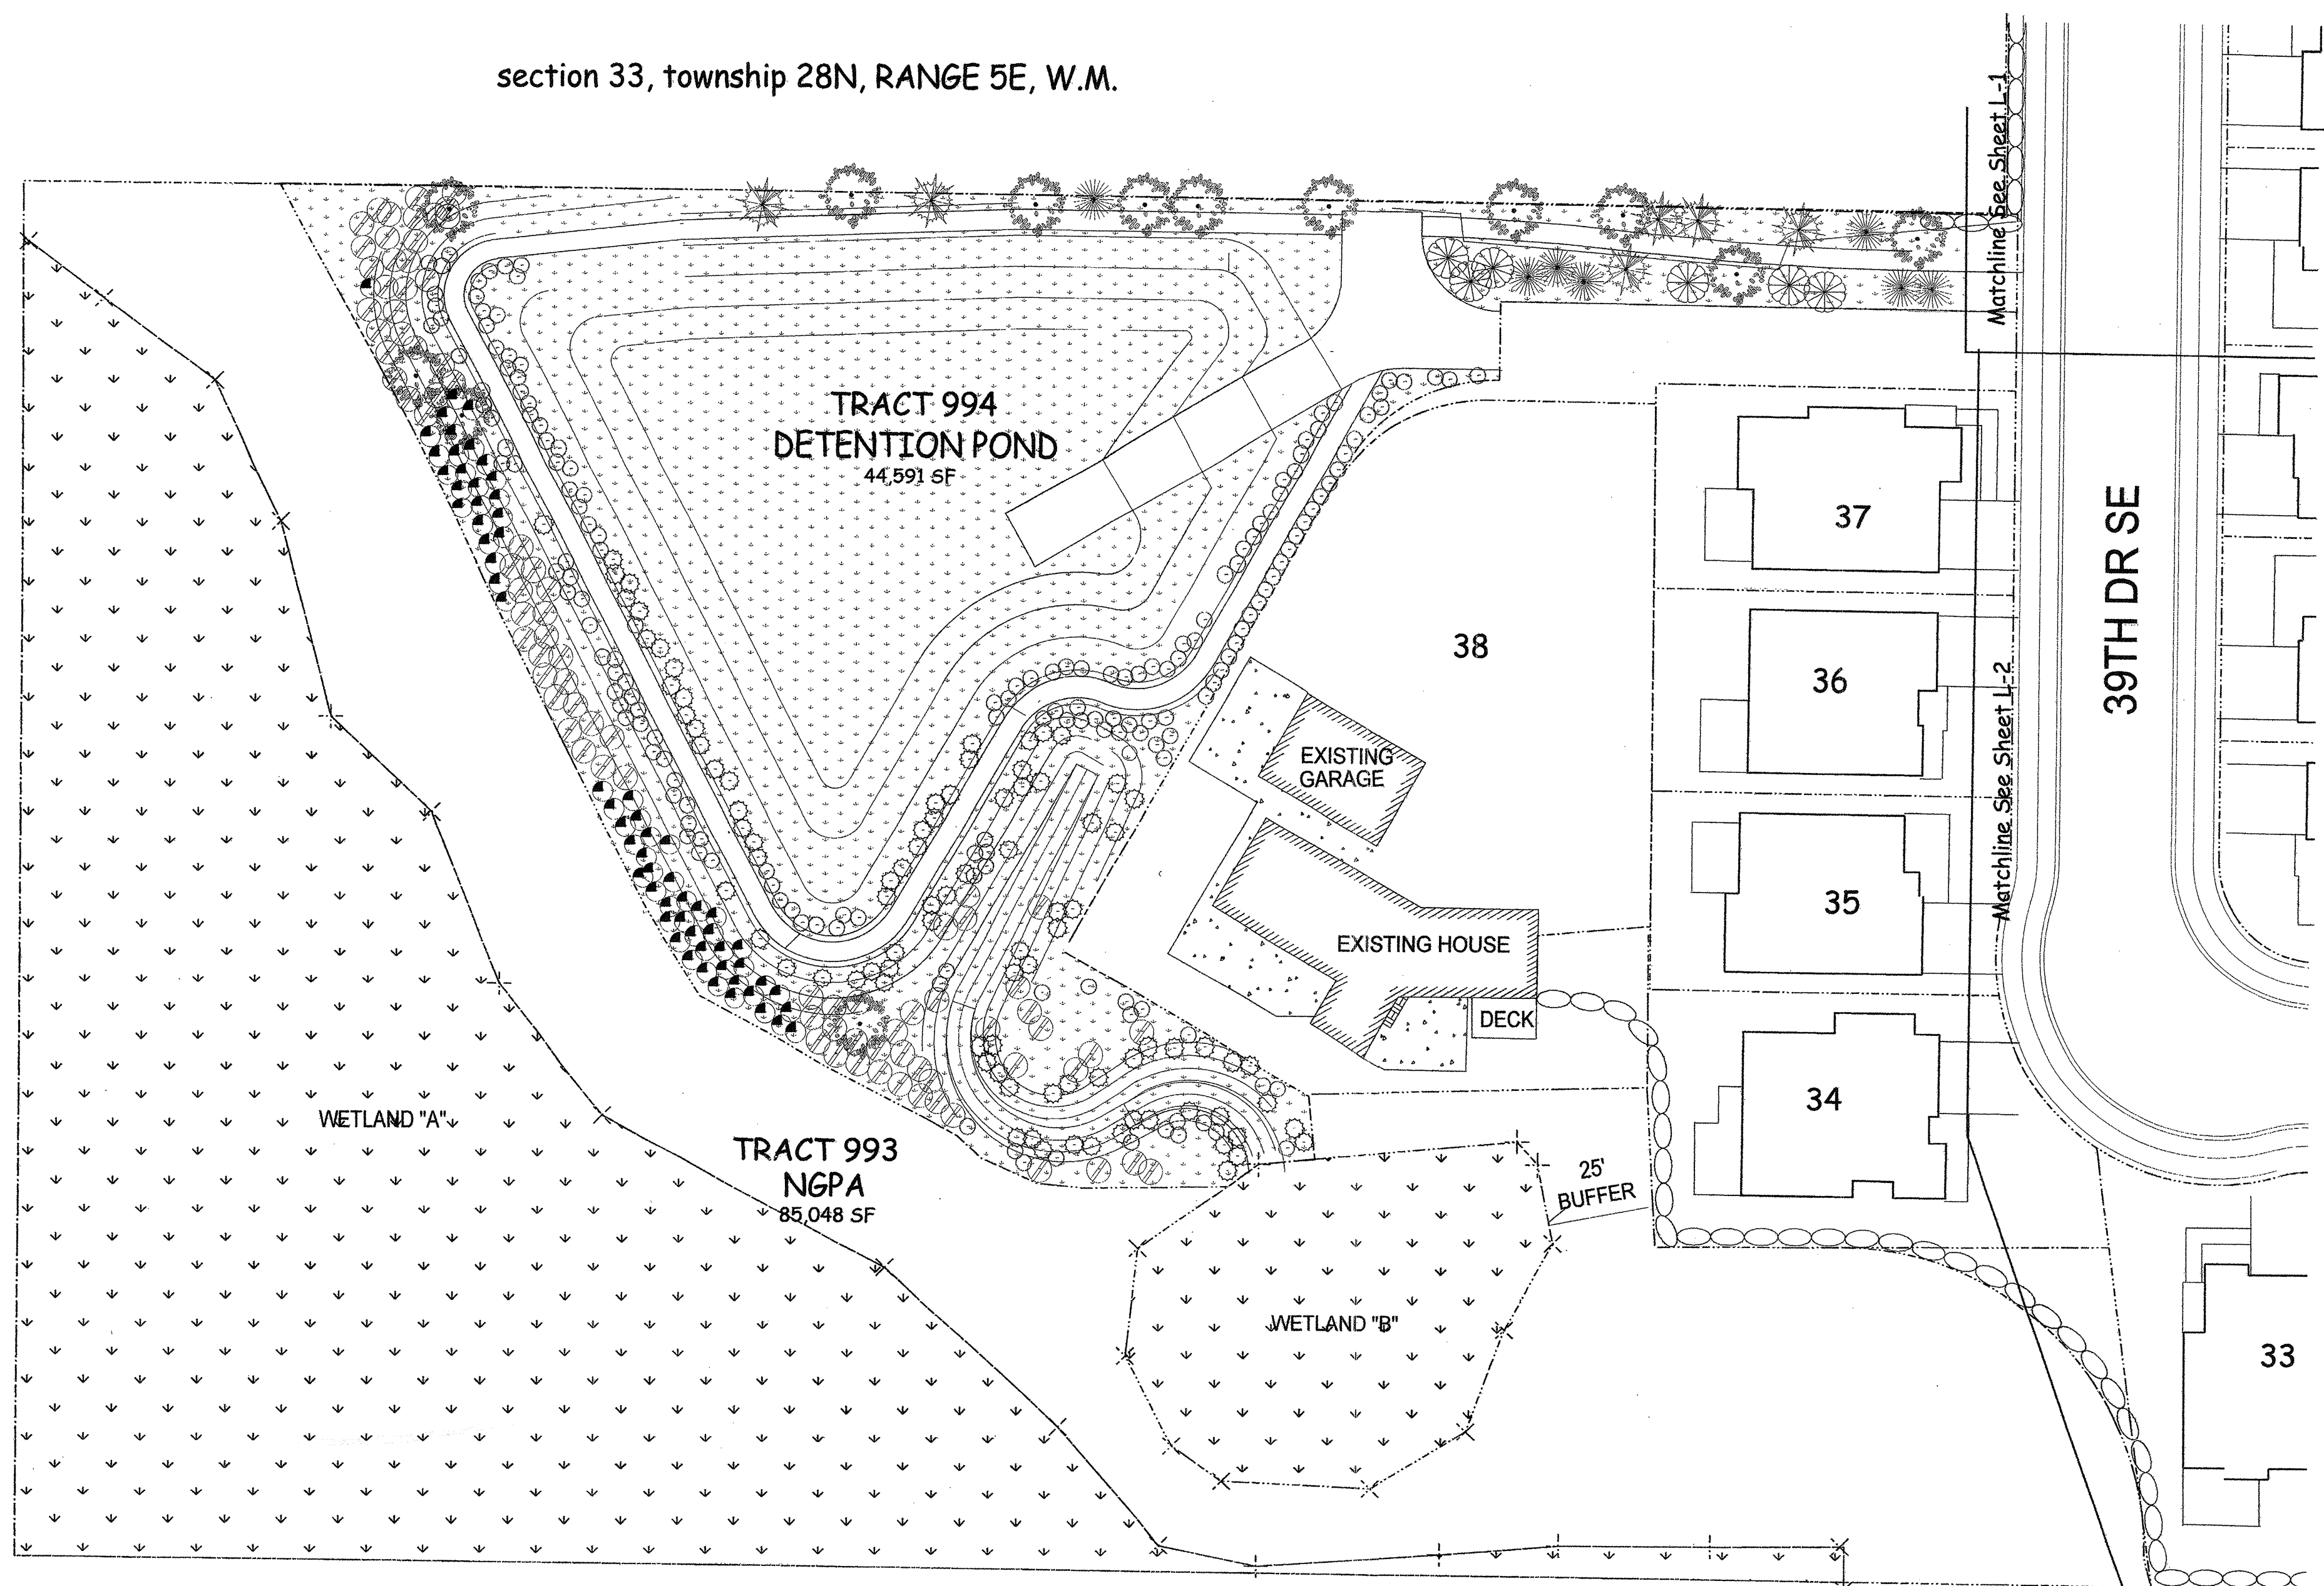 section 33, township 28N, RANGE 5E, W.M.
Matchline See Sheet L-1
TRACT 994
DETENTION POND
44,591 SF
37
39TH DR SE
38
36
Matchline See Sheet L-2
EXISTING
GARAGE
35
EXISTING HOUSE
DECK
34
WETLAND "A"
TRACT 993
NGPA
85,048 SF
25'
BUFFER
WETLAND "B"
33